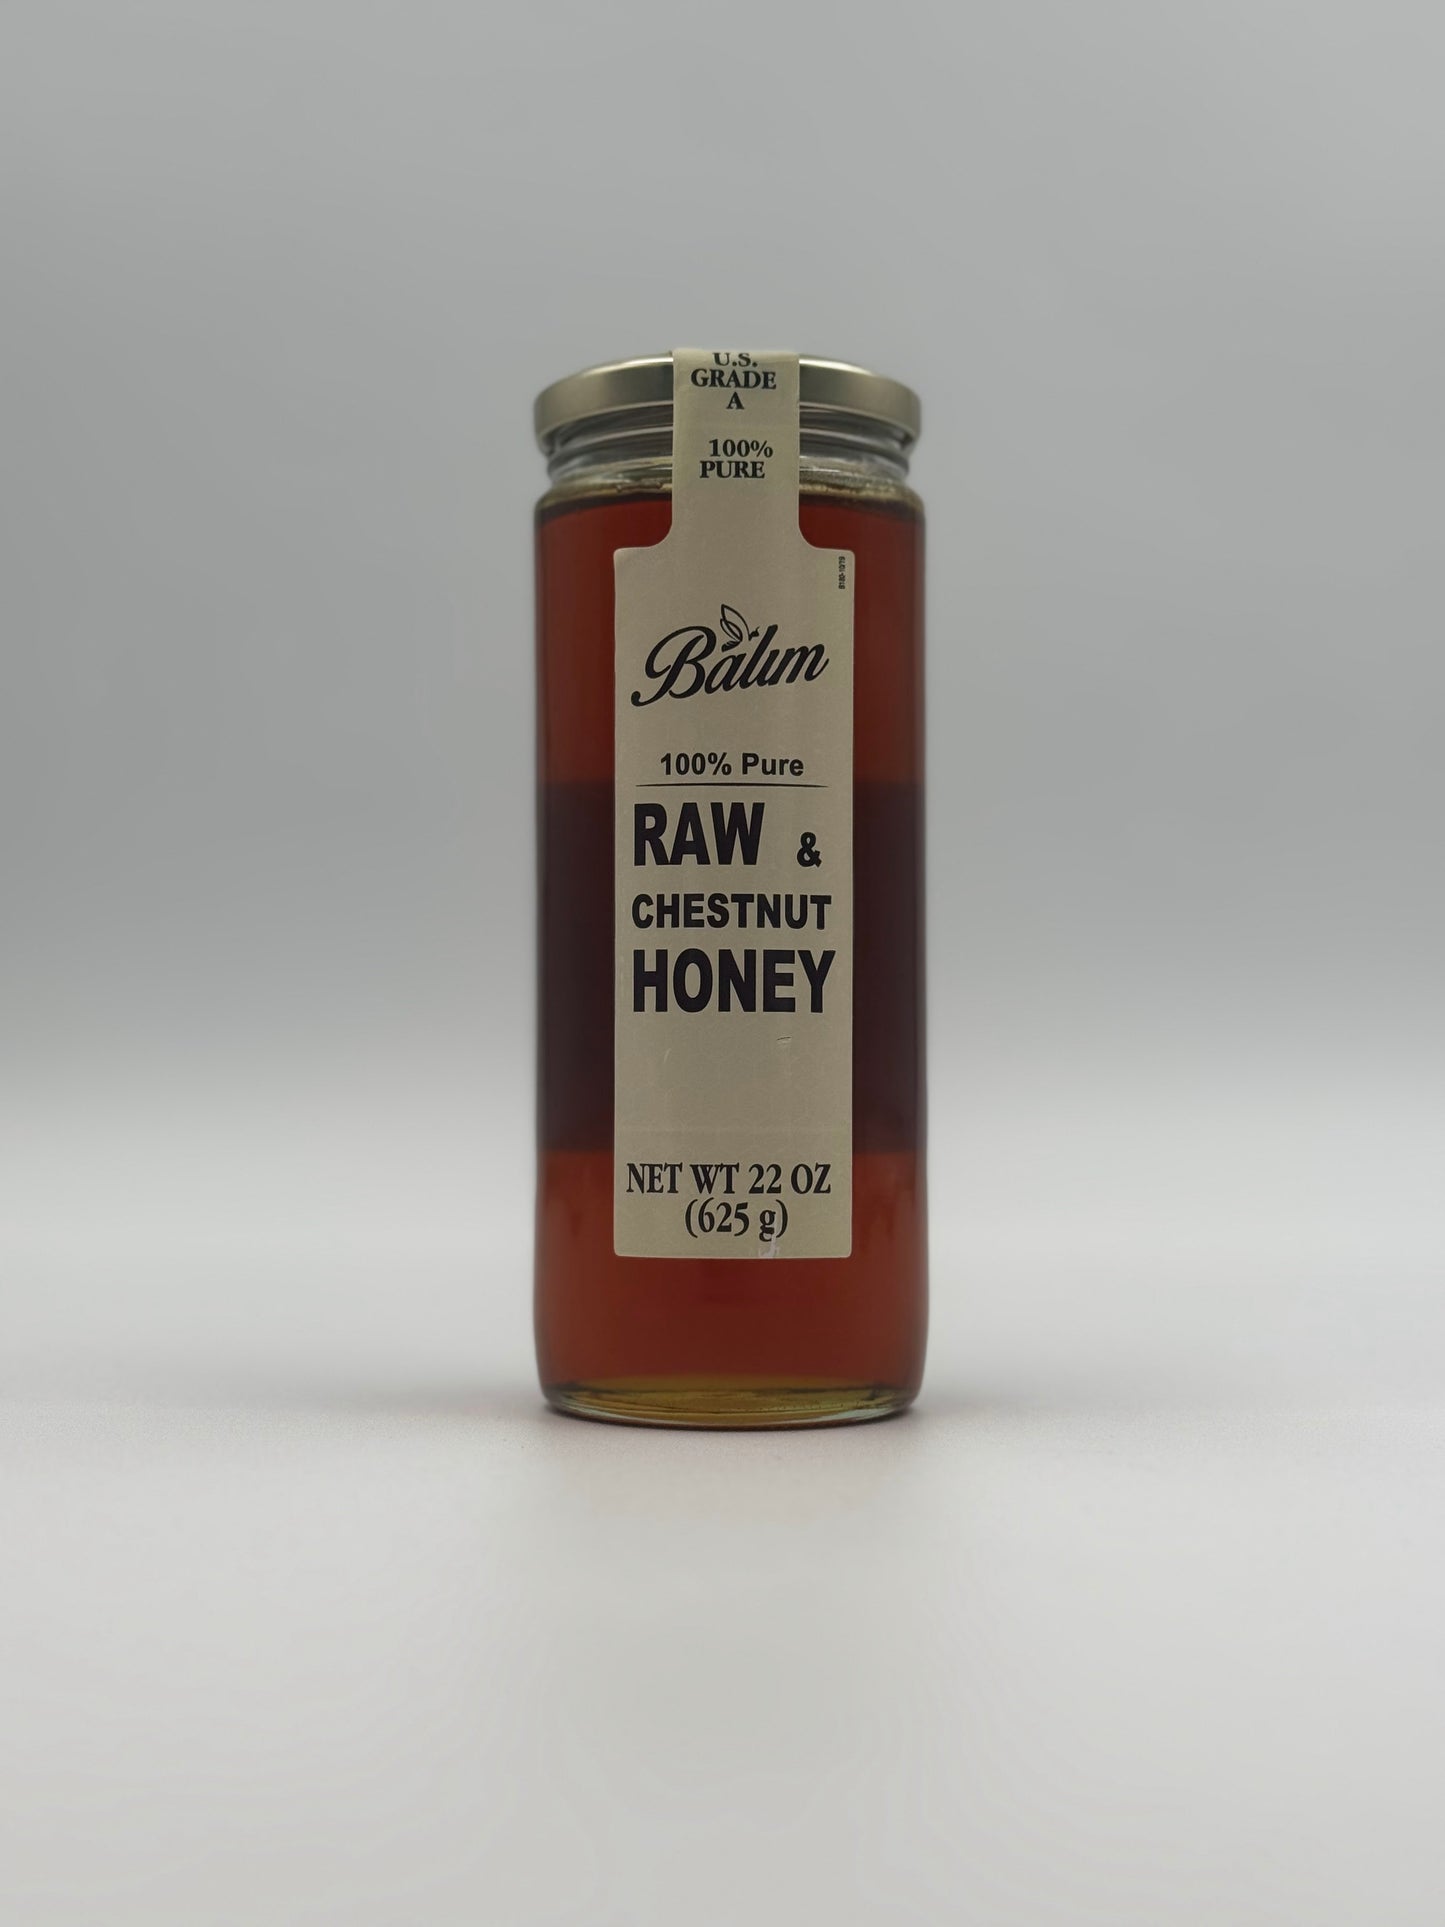 U.S.
GRADE
A
100%
PURE
Balım
100% Pure
RAW &
CHESTNUT
HONEY
NET WT 22 OZ
(625 g)